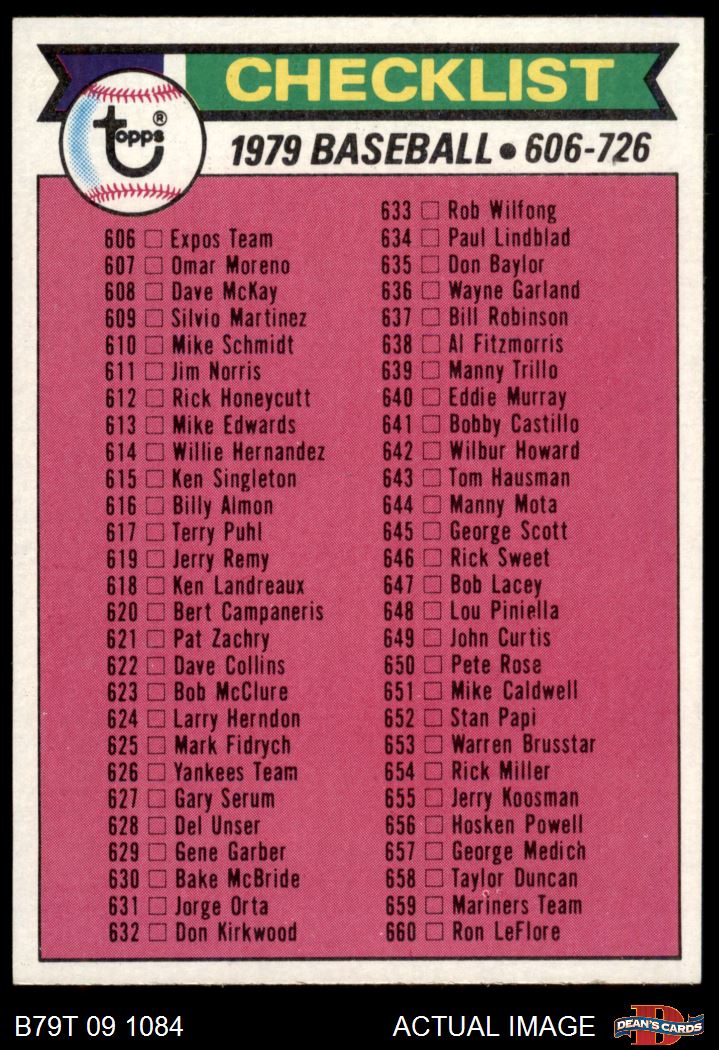 CHECKLIST
topps®
1979 BASEBALL • 606-726
606 Expos Team
607 Omar Moreno
608 Dave McKay
609 Silvio Martinez
610 Mike Schmidt
611 Jim Norris
612 Rick Honeycutt
613 Mike Edwards
614 Willie Hernandez
615 Ken Singleton
616 Billy Almon
617 Terry Puhl
619 Jerry Remy
618 Ken Landreaux
620 Bert Campaneris
621 Pat Zachry
622 Dave Collins
623 Bob McClure
624 Larry Herndon
625 Mark Fidrych
626 Yankees Team
627 Gary Serum
628 Del Unser
629 Gene Garber
630 Bake McBride
631 Jorge Orta
632 Don Kirkwood
633 Rob Wilfong
634 Paul Lindblad
635 Don Baylor
636 Wayne Garland
637 Bill Robinson
638 Al Fitzmorris
639 Manny Trillo
640 Eddie Murray
641 Bobby Castillo
642 Wilbur Howard
643 Tom Hausman
644 Manny Mota
645 George Scott
646 Rick Sweet
647 Bob Lacey
648 Lou Piniella
649 John Curtis
650 Pete Rose
651 Mike Caldwell
652 Stan Papi
653 Warren Brusstar
654 Rick Miller
655 Jerry Koosman
656 Hosken Powell
657 George Medich
658 Taylor Duncan
659 Mariners Team
660 Ron LeFlore
B79T 09 1084
ACTUAL IMAGE
D
DEAN'S CARDS